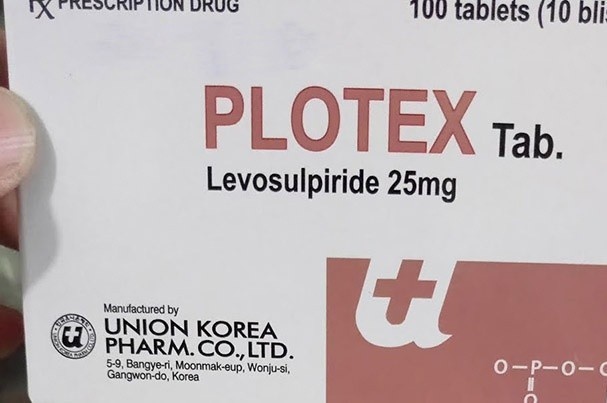 Rx PRESCRIPTION DRUG
100 tablets (10
PLOTEX Tab.
Levosulpiride 25mg
Manufactured by
UNION KOREA
PHARM. CO., LTD.
5-9, Bangye-ri, Moonmak-eup, Wonju-si,
Gangwon-do, Korea
u
O-P-O-
O